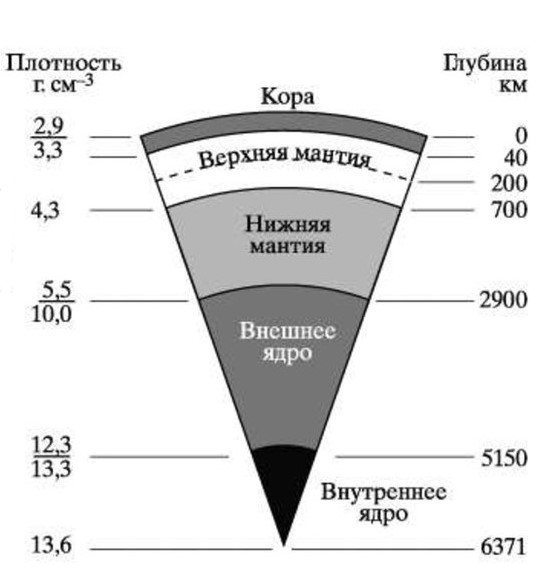 Плотность
г. см⁻³
Глубина
км
Кора
2,9
3,3
0
40
Верхняя мантия
200
4,3
700
Нижняя
мантия
5,5
10,0
2900
Внешнее
ядро
12,3
13,3
5150
Внутреннее
ядро
13,6
6371